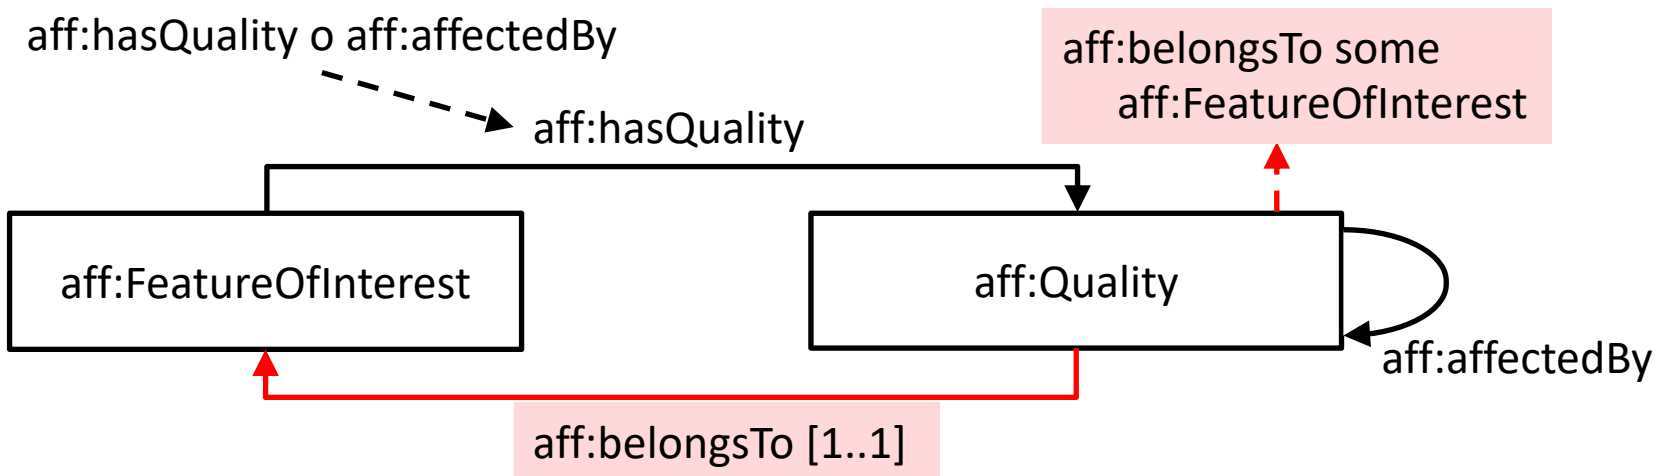 aff:hasQuality o aff:affectedBy
aff:belongsTo some
aff:FeatureOfInterest
aff:hasQuality
aff:FeatureOfInterest
aff:Quality
aff:affectedBy
aff:belongsTo [1..1]